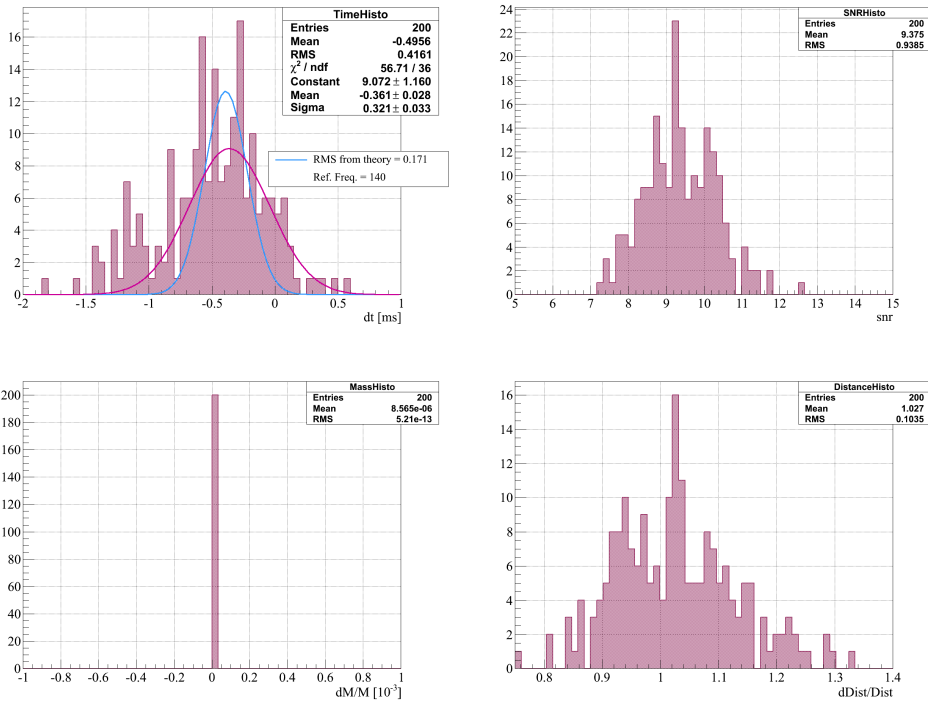 TimeHisto
Entries 200
Mean -0.4956
RMS 0.4161
χ² / ndf 56.71 / 36
Constant 9.072 ± 1.160
Mean -0.361 ± 0.028
Sigma 0.321 ± 0.033
RMS from theory = 0.171
Ref. Freq. = 140
16
14
12
10
8
6
4
2
0
-2 -1.5 -1 -0.5 0 0.5 1
dt [ms]
SNRHisto
Entries 200
Mean 9.375
RMS 0.9385
24
22
20
18
16
14
12
10
8
6
4
2
0
5 6 7 8 9 10 11 12 13 14 15
snr
MassHisto
Entries 200
Mean 8.565e-06
RMS 5.21e-13
200
180
160
140
120
100
80
60
40
20
0
-1 -0.8 -0.6 -0.4 -0.2 0 0.2 0.4 0.6 0.8 1
dM/M [10⁻³]
DistanceHisto
Entries 200
Mean 1.027
RMS 0.1035
16
14
12
10
8
6
4
2
0
0.8 0.9 1 1.1 1.2 1.3 1.4
dDist/Dist